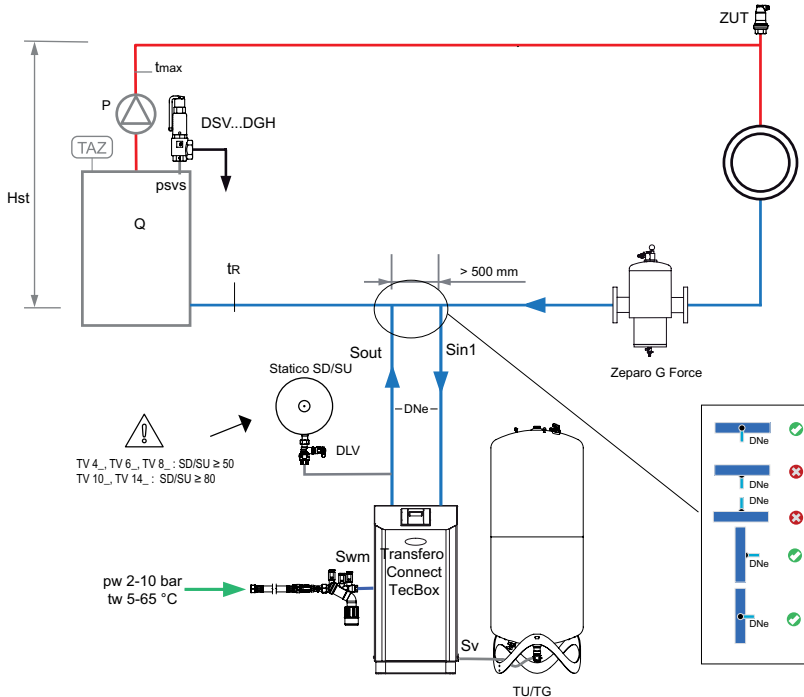 ZUT
tmax
P
DSV...DGH
TAZ
psvs
Hst
Q
tR
> 500 mm
Sout
Sin1
Zeparo G Force
Statico SD/SU
DNe
DLV
TV 4_, TV 6_, TV 8_ : SD/SU ≥ 50
TV 10_, TV 14_ : SD/SU ≥ 80
DNe
DNe
DNe
DNe
DNe
Swm
Transfero
Connect
TecBox
pw 2-10 bar
tw 5-65 °C
Sv
TU/TG